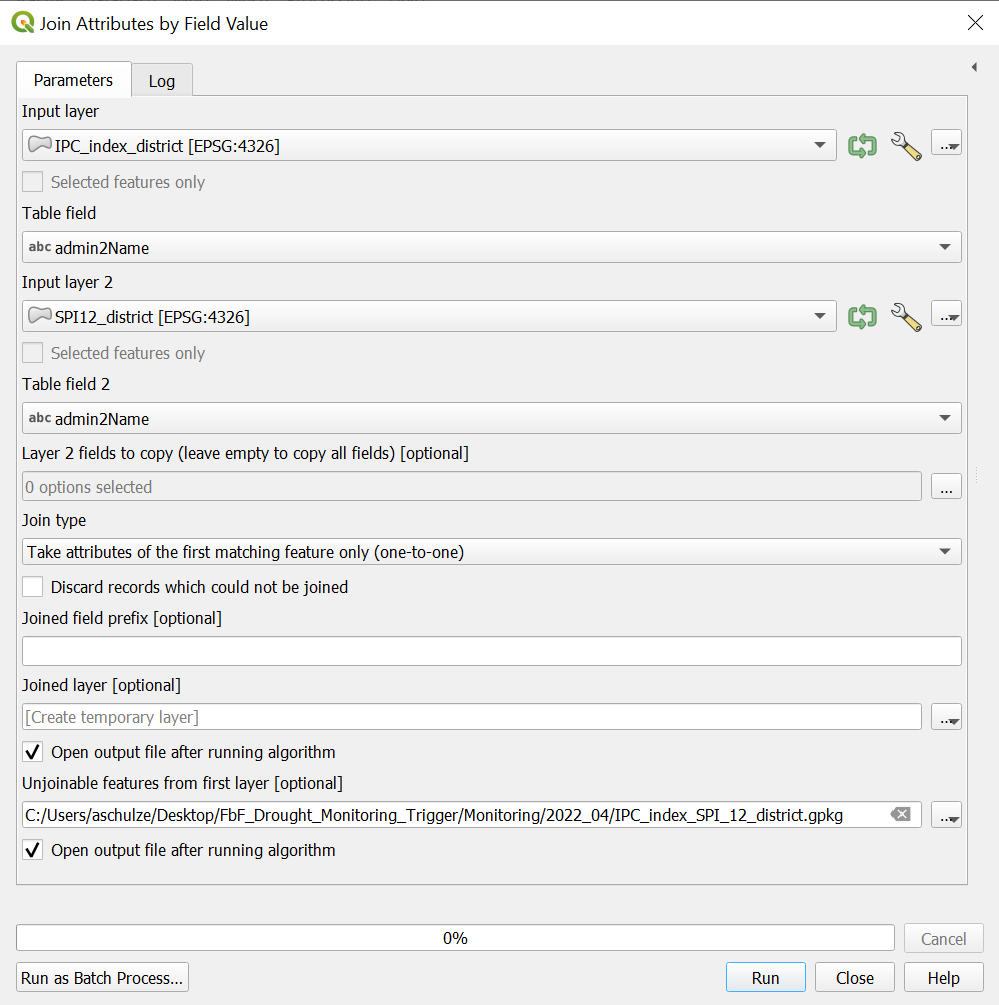 Join Attributes by Field Value
Parameters
Log
Input layer
IPC_index_district [EPSG:4326]
...
Selected features only
Table field
abc admin2Name
Input layer 2
SPI12_district [EPSG:4326]
...
Selected features only
Table field 2
abc admin2Name
Layer 2 fields to copy (leave empty to copy all fields) [optional]
0 options selected
...
Join type
Take attributes of the first matching feature only (one-to-one)
Discard records which could not be joined
Joined field prefix [optional]
Joined layer [optional]
[Create temporary layer]
...
Open output file after running algorithm
Unjoinable features from first layer [optional]
C:/Users/aschulze/Desktop/FbF_Drought_Monitoring_Trigger/Monitoring/2022_04/IPC_index_SPI_12_district.gpkg
...
Open output file after running algorithm
0%
Cancel
Run as Batch Process...
Run
Close
Help